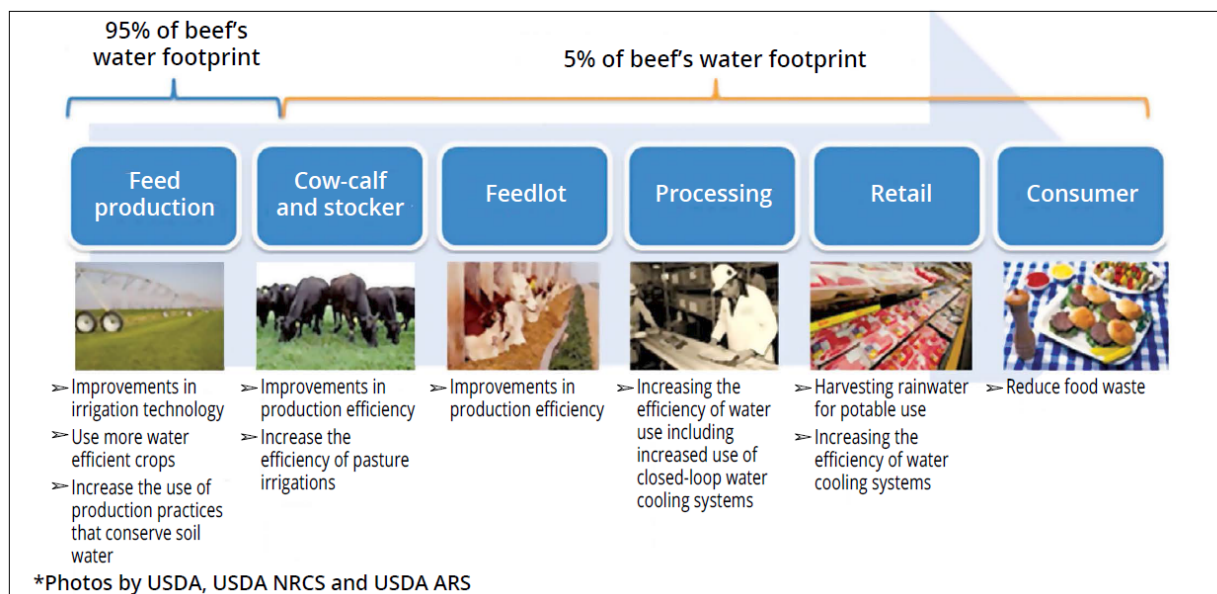 95% of beef's
water footprint
5% of beef's water footprint
Feed
production
Cow-calf
and stocker
Feedlot
Processing
Retail
Consumer
➢ Improvements in
irrigation technology
➢ Use more water
efficient crops
➢ Increase the use of
production practices
that conserve soil
water
➢ Improvements in
production efficiency
➢ Increase the
efficiency of pasture
irrigations
➢ Improvements in
production efficiency
➢ Increasing the
efficiency of water
use including
increased use of
closed-loop water
cooling systems
➢ Harvesting rainwater
for potable use
➢ Increasing the
efficiency of water
cooling systems
➢ Reduce food waste
*Photos by USDA, USDA NRCS and USDA ARS